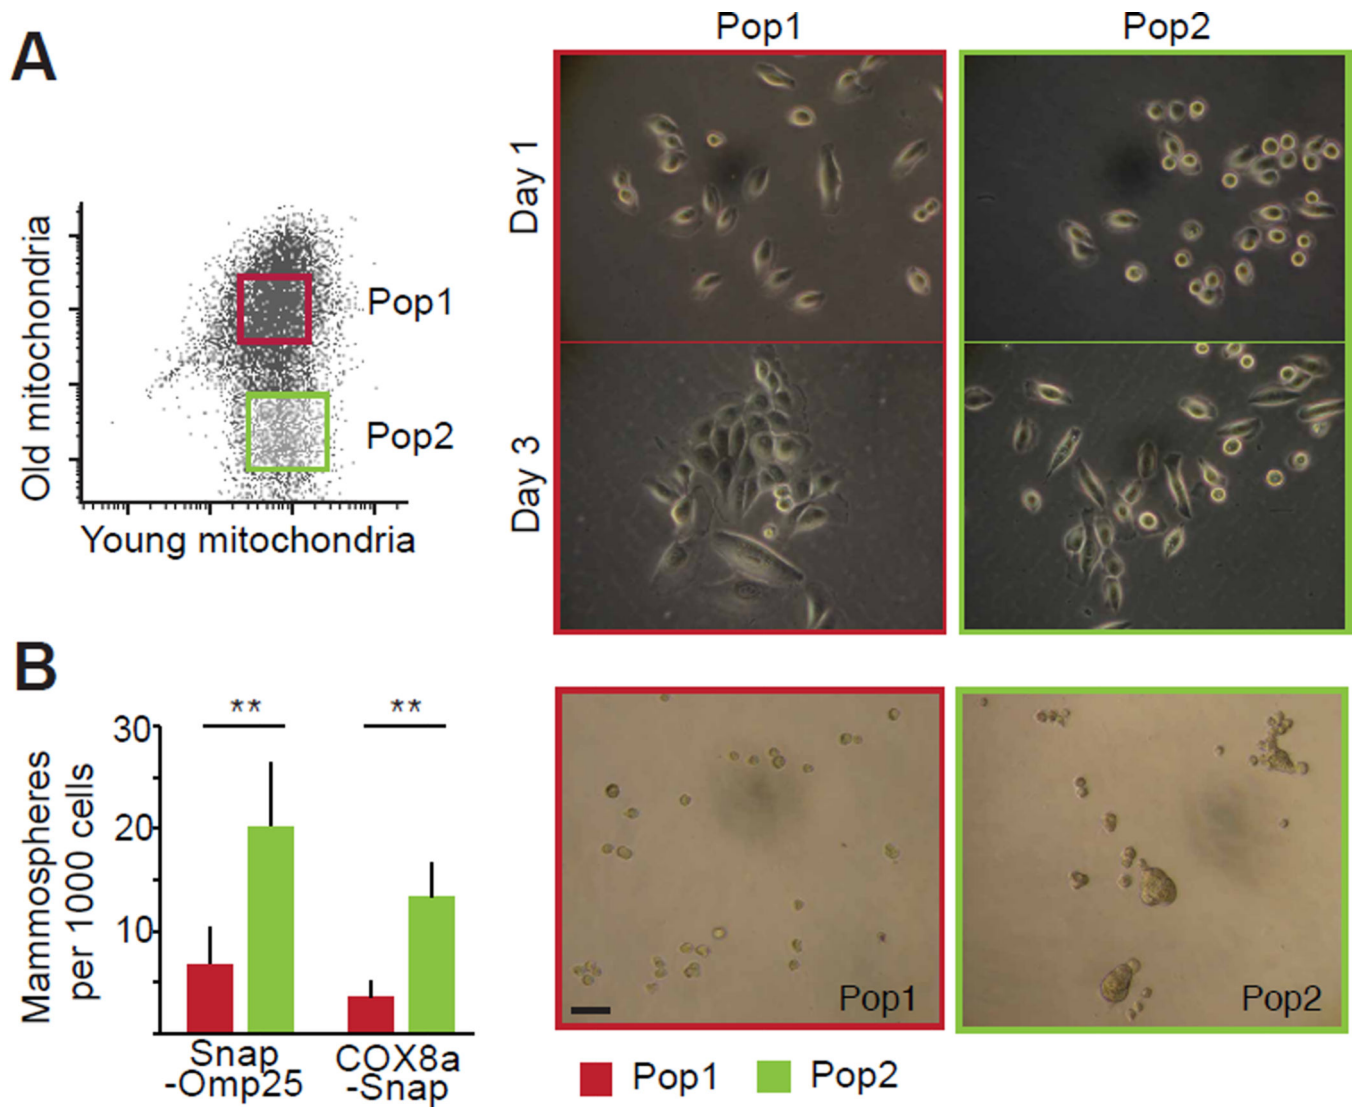 A
Pop1
Pop2
Day 1
Day 3
Old mitochondria
Pop1
Pop2
Young mitochondria
B
Mammospheres
per 1000 cells
30
20
10
**
**
Snap
-Omp25
COX8a
-Snap
Pop1
Pop2
Pop1
Pop2